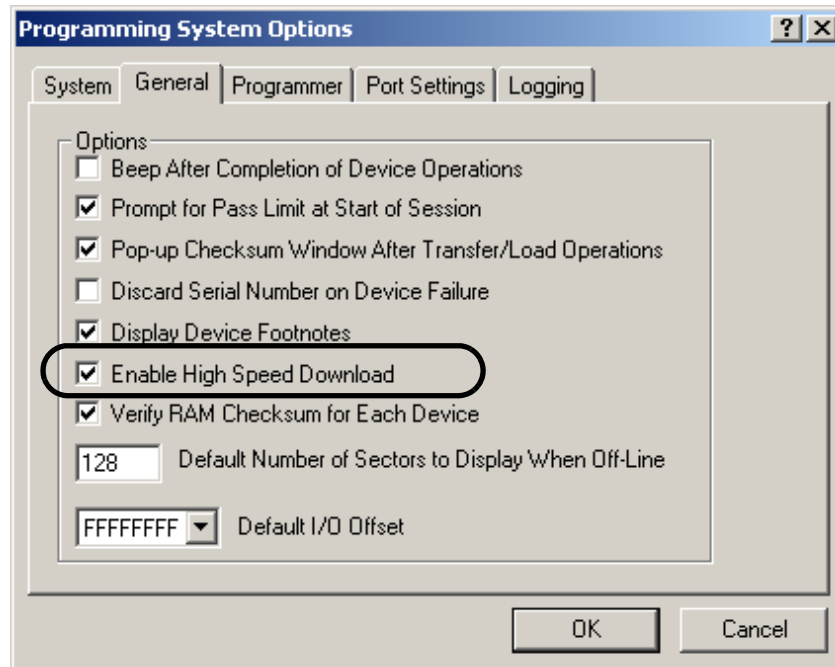 Programming System Options
System General Programmer Port Settings Logging
Options
Beep After Completion of Device Operations
Prompt for Pass Limit at Start of Session
Pop-up Checksum Window After Transfer/Load Operations
Discard Serial Number on Device Failure
Display Device Footnotes
Enable High Speed Download
Verify RAM Checksum for Each Device
128 Default Number of Sectors to Display When Off-Line
FFFFFFFF Default I/O Offset
OK Cancel